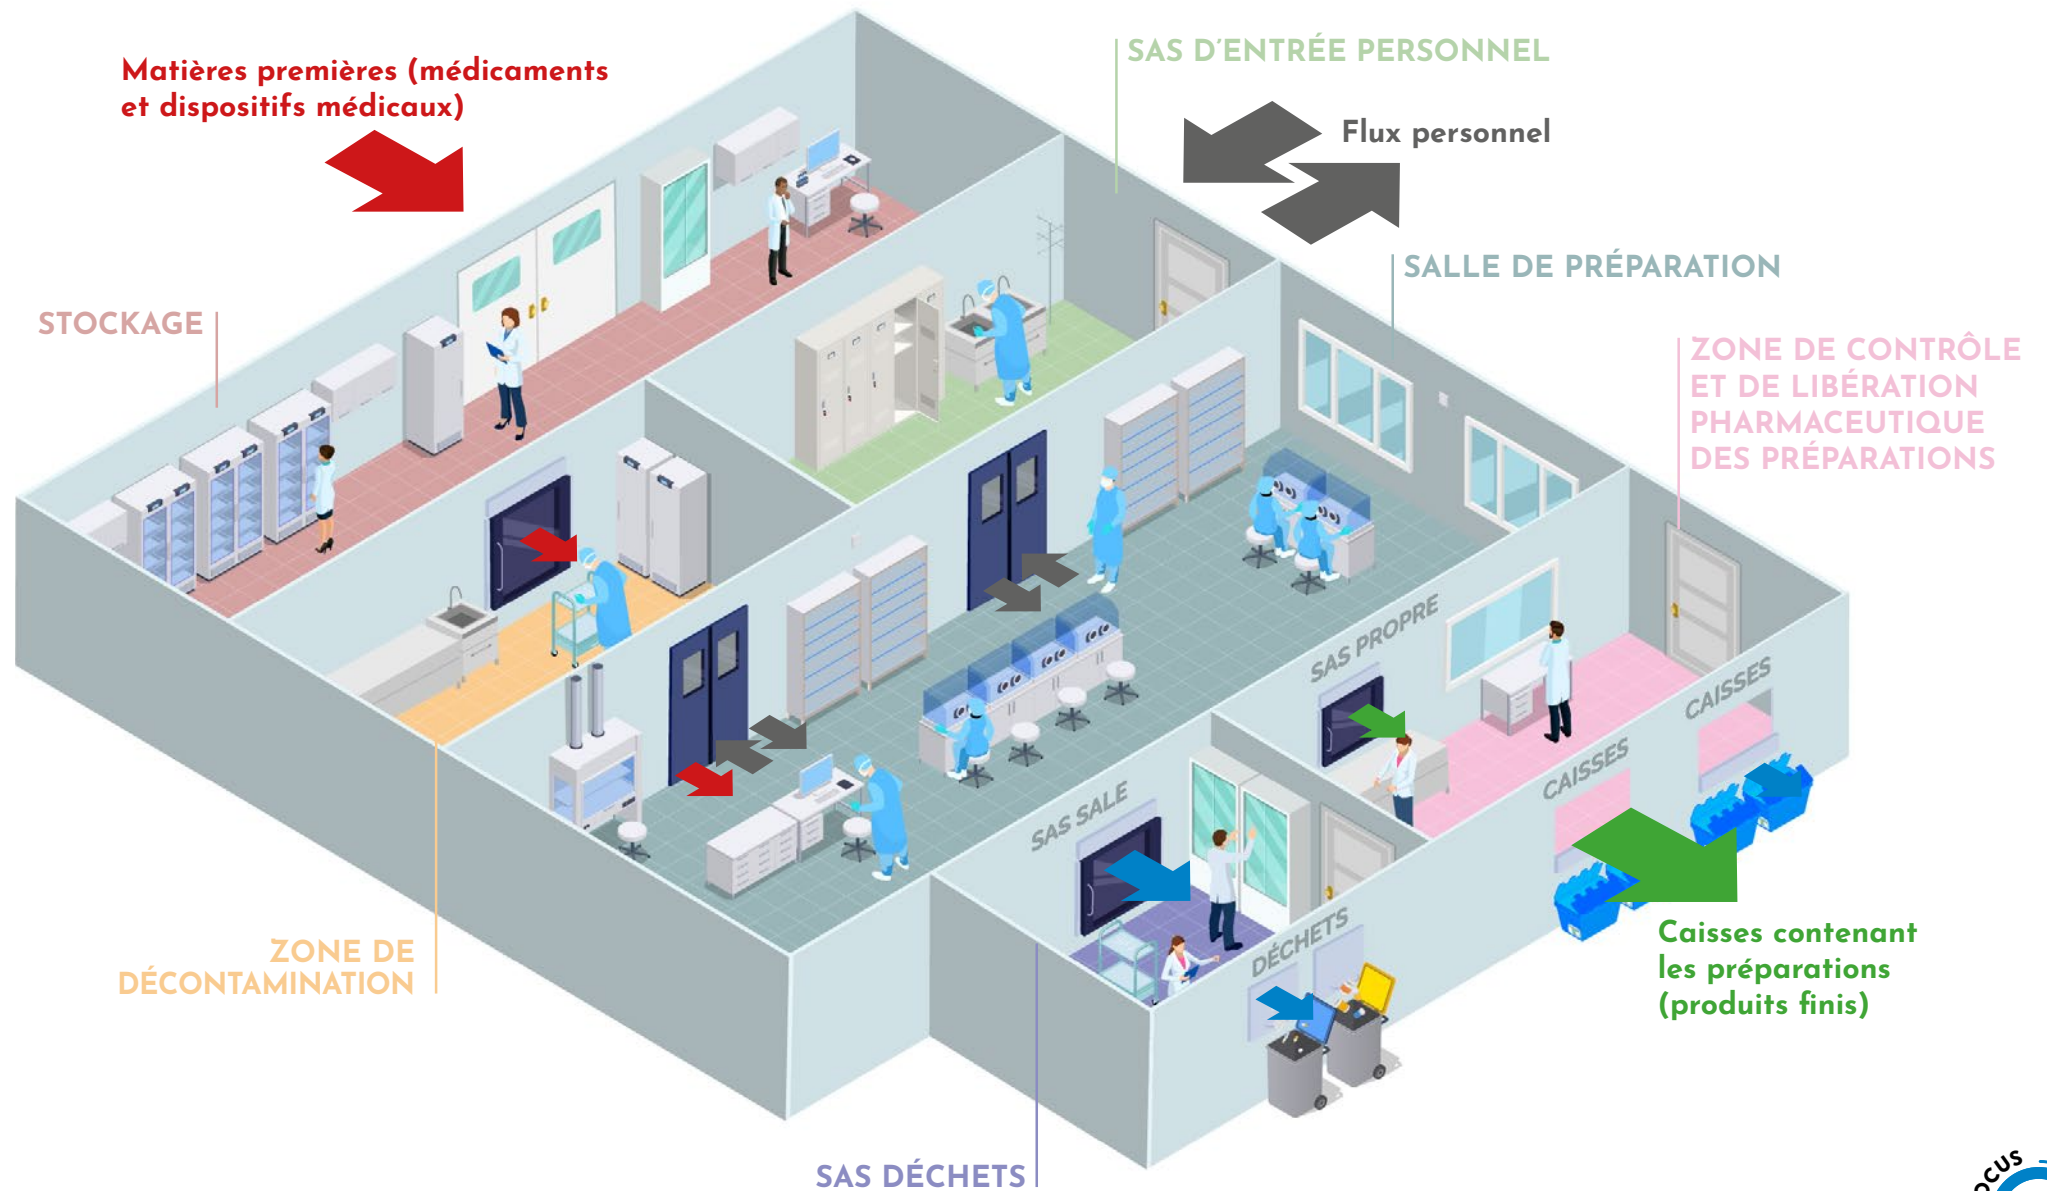 Matières premières (médicaments
et dispositifs médicaux)
SAS D'ENTRÉE PERSONNEL
Flux personnel
SALLE DE PRÉPARATION
STOCKAGE
ZONE DE CONTRÔLE
ET DE LIBÉRATION
PHARMACEUTIQUE
DES PRÉPARATIONS
SAS PROPRE
CAISSES
CAISSES
SAS SALE
DÉCHETS
ZONE DE
DÉCONTAMINATION
Caisses contenant
les préparations
(produits finis)
SAS DÉCHETS